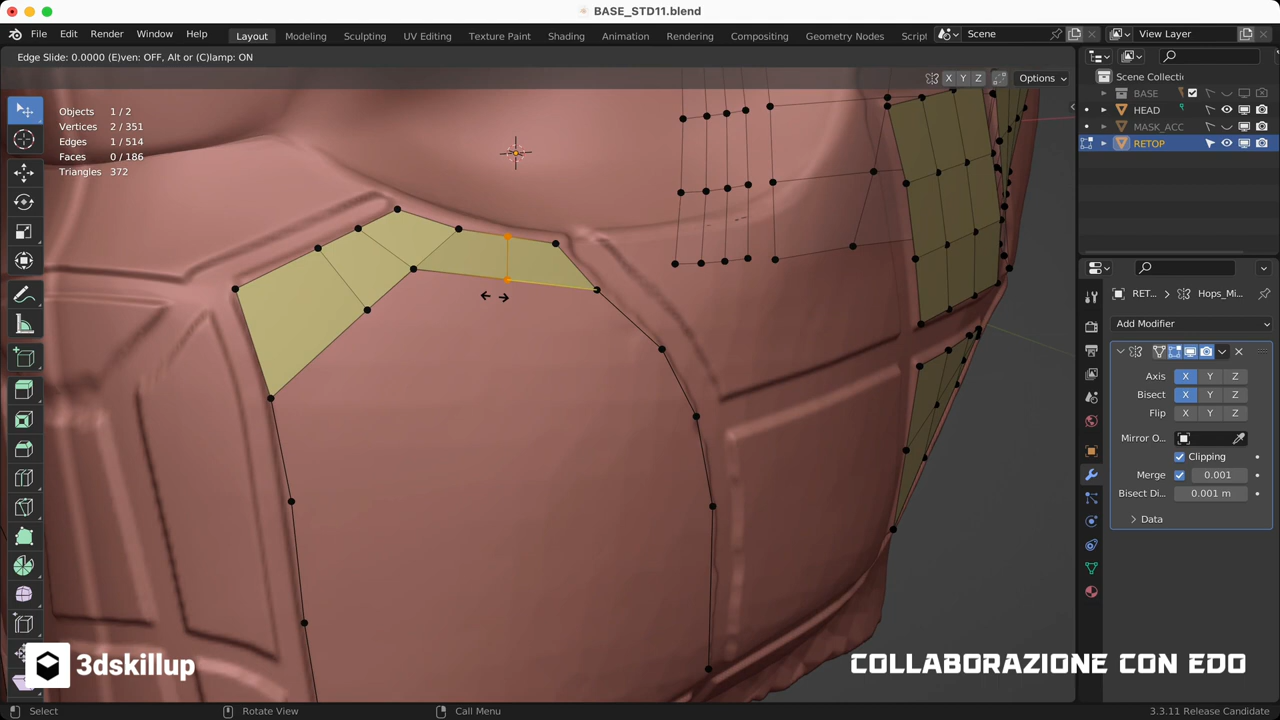 BASE_STD11.blend
File Edit Render Window Help Layout Modeling Sculpting UV Editing Texture Paint Shading Animation Rendering Compositing Geometry Nodes Script Scene View Layer
Edge Slide: 0.0000 (E)ven: OFF, Alt or (C)lamp: ON
X Y Z Options
Scene Collecti
BASE
HEAD
MASK_ACC
RETOP
Objects 1 / 2
Vertices 2 / 351
Edges 1 / 514
Faces 0 / 186
Triangles 372
RET... > Hops_Mi...
Add Modifier
Axis X Y Z
Bisect X Y Z
Flip X Y Z
Mirror O...
Clipping
Merge 0.001
Bisect Di... 0.001 m
> Data
3dskillup
COLLABORAZIONE CON EDO
Select Rotate View Call Menu 3.3.11 Release Candidate